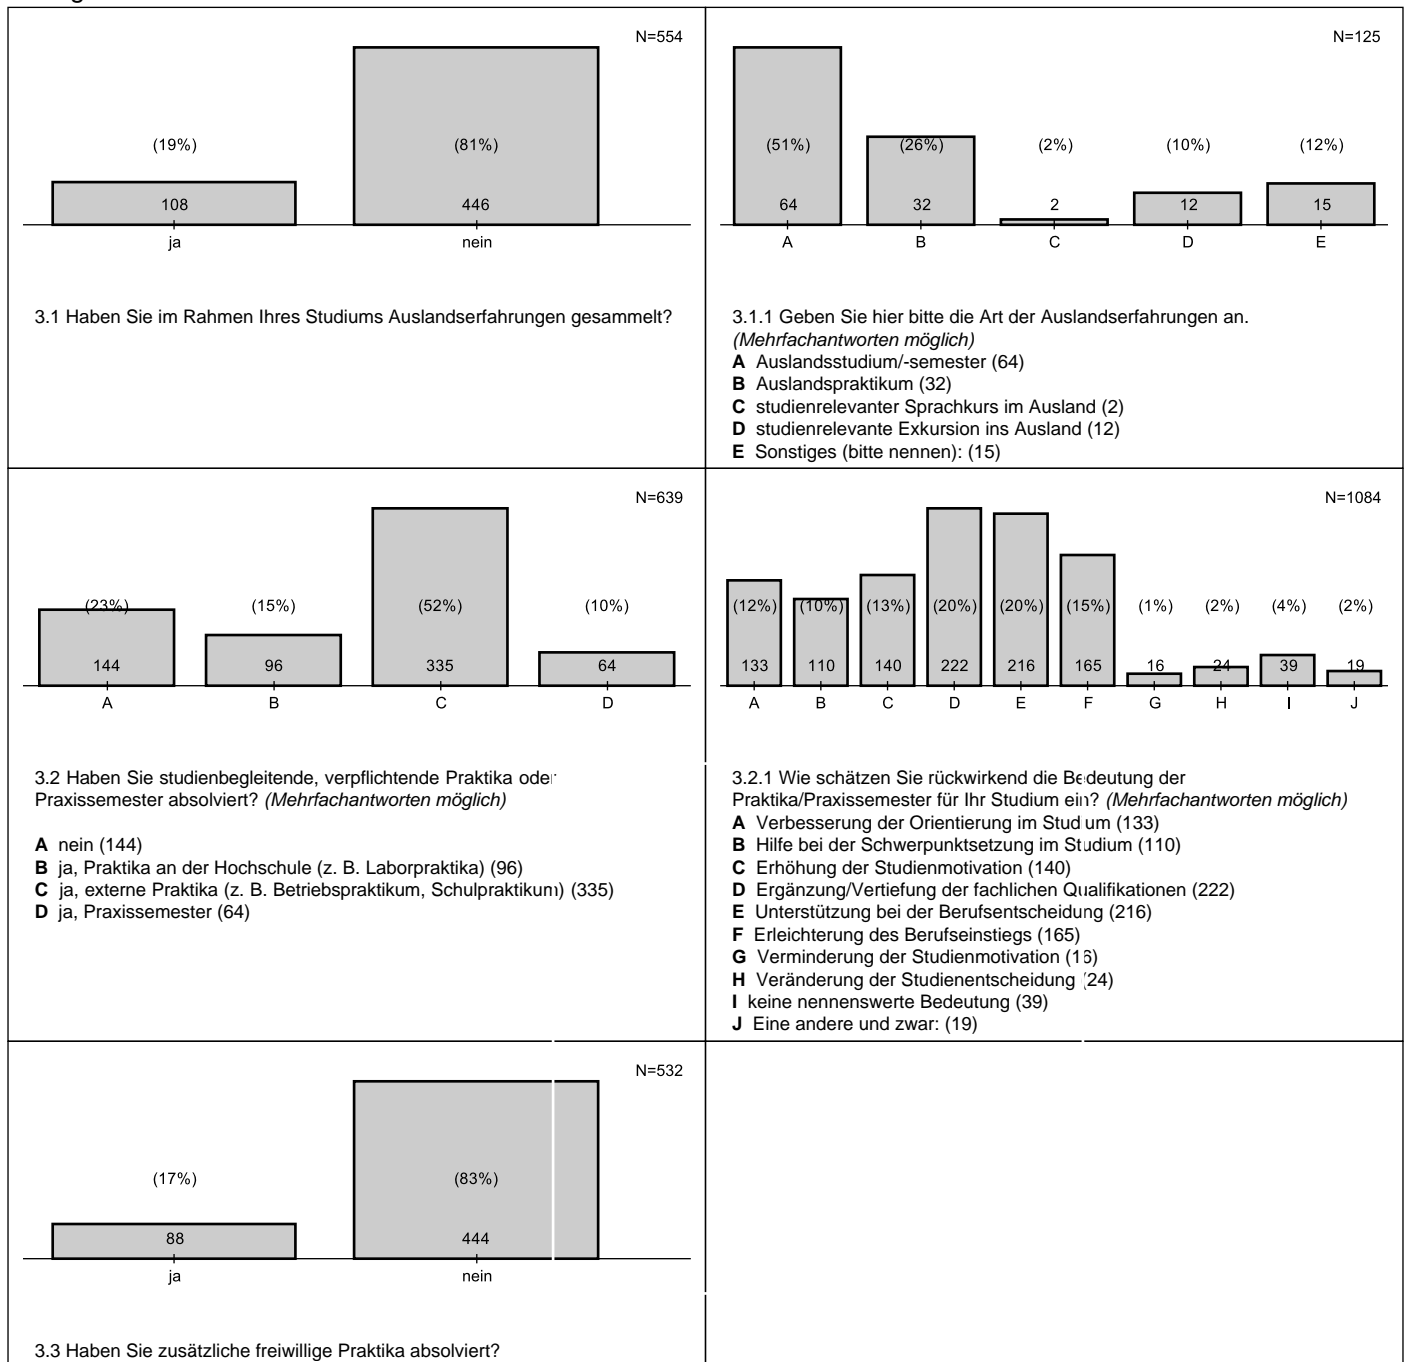 N=554
(19%)
(81%)
108
446
ja
nein
3.1 Haben Sie im Rahmen Ihres Studiums Auslandserfahrungen gesammelt?
N=125
(51%)
(26%)
(2%)
(10%)
(12%)
64
32
2
12
15
A
B
C
D
E
3.1.1 Geben Sie hier bitte die Art der Auslandserfahrungen an.
(Mehrfachantworten möglich)
A Auslandsstudium/-semester (64)
B Auslandspraktikum (32)
C studienrelevanter Sprachkurs im Ausland (2)
D studienrelevante Exkursion ins Ausland (12)
E Sonstiges (bitte nennen): (15)
N=639
(23%)
(15%)
(52%)
(10%)
144
96
335
64
A
B
C
D
3.2 Haben Sie studienbegleitende, verpflichtende Praktika oder
Praxissemester absolviert? (Mehrfachantworten möglich)
A nein (144)
B ja, Praktika an der Hochschule (z. B. Laborpraktika) (96)
C ja, externe Praktika (z. B. Betriebspraktikum, Schulpraktikum) (335)
D ja, Praxissemester (64)
N=1084
(12%)
(10%)
(13%)
(20%)
(20%)
(15%)
(1%)
(2%)
(4%)
(2%)
133
110
140
222
216
165
16
24
39
19
A
B
C
D
E
F
G
H
I
J
3.2.1 Wie schätzen Sie rückwirkend die Bedeutung der
Praktika/Praxissemester für Ihr Studium ein? (Mehrfachantworten möglich)
A Verbesserung der Orientierung im Studium (133)
B Hilfe bei der Schwerpunktsetzung im Studium (110)
C Erhöhung der Studienmotivation (140)
D Ergänzung/Vertiefung der fachlichen Qualifikationen (222)
E Unterstützung bei der Berufsentscheidung (216)
F Erleichterung des Berufseinstiegs (165)
G Verminderung der Studienmotivation (16)
H Veränderung der Studienentscheidung (24)
I keine nennenswerte Bedeutung (39)
J Eine andere und zwar: (19)
N=532
(17%)
(83%)
88
444
ja
nein
3.3 Haben Sie zusätzliche freiwillige Praktika absolviert?